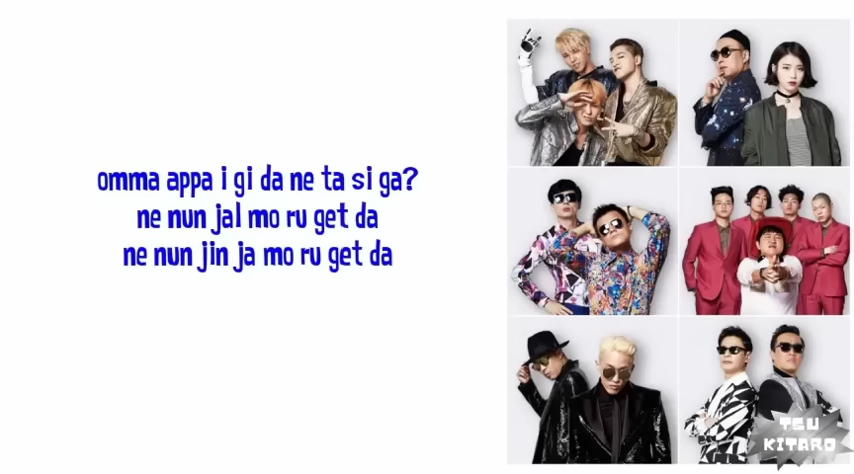 omma appa i gi da ne ta si ga?
ne nun jal mo ru get da
ne nun jin ja mo ru get da
TSU
KITARO